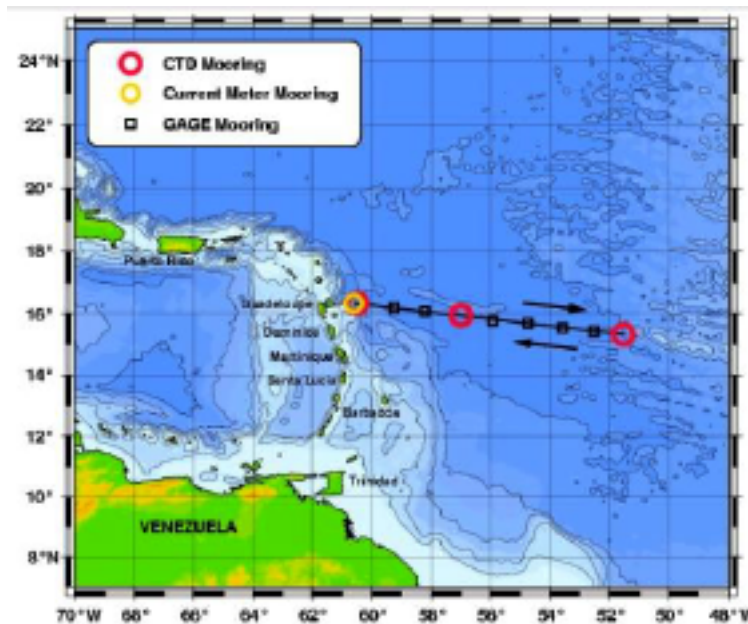 CTD Mooring
Current Meter Mooring
GAGE Mooring
24°N
22°
20°
18°
16°
14°
12°
10°
8°N
Puerto Rico
Guadeloupe
Dominica
Martinique
Santa Lucia
Barbados
Trinidad
VENEZUELA
70°W 68° 66° 64° 62° 60° 58° 56° 54° 52° 50° 48°W